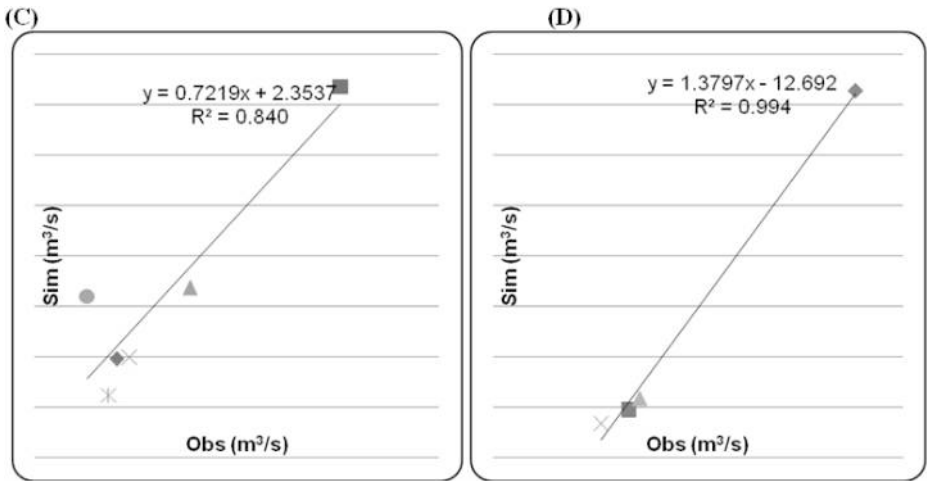 (C)
y = 0.7219x + 2.3537
R² = 0.840
Sim (m³/s)
Obs (m³/s)
(D)
y = 1.3797x - 12.692
R² = 0.994
Sim (m³/s)
Obs (m³/s)